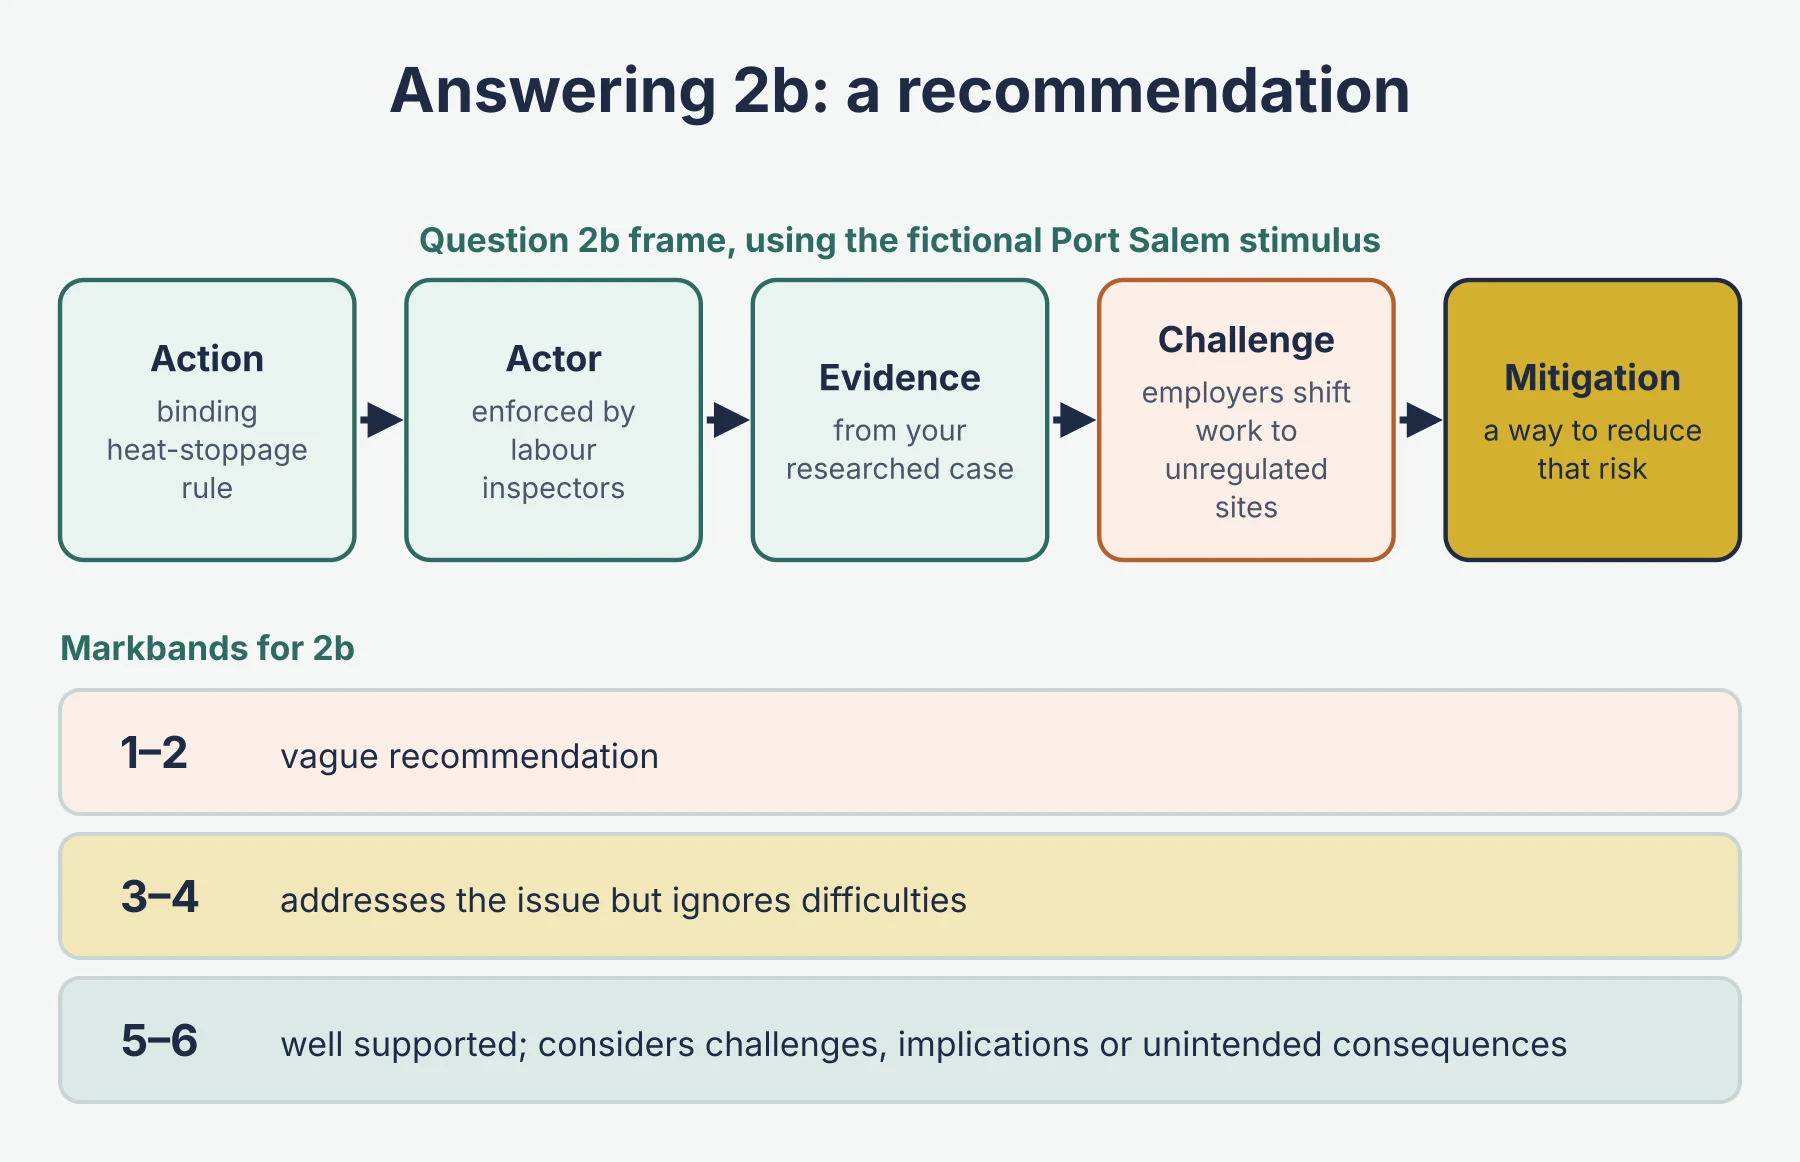 Answering 2b: a recommendation
Question 2b frame, using the fictional Port Salem stimulus
Action
binding
heat-stoppage
rule
Actor
enforced by
labour
inspectors
Evidence
from your
researched case
Challenge
employers shift
work to
unregulated
sites
Mitigation
a way to reduce
that risk
Markbands for 2b
1–2 vague recommendation
3–4 addresses the issue but ignores difficulties
5–6 well supported; considers challenges, implications or unintended consequences